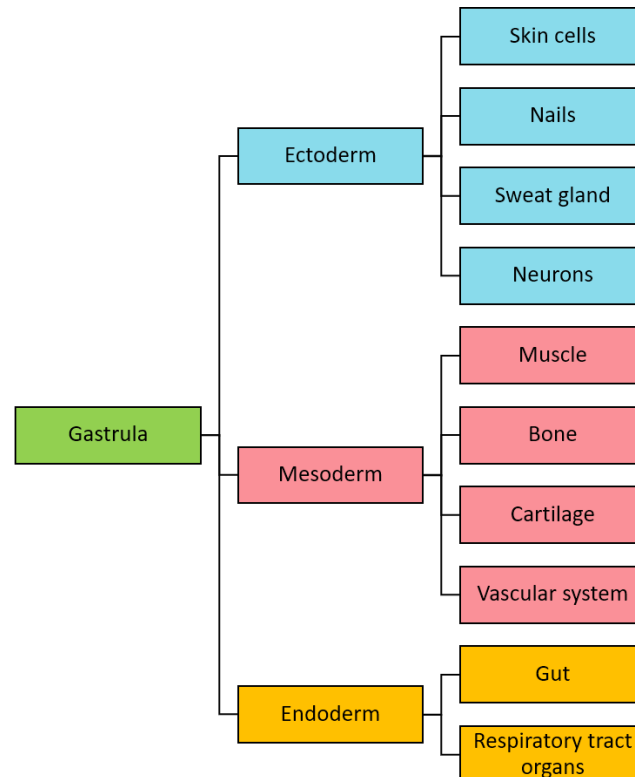 Skin cells
Nails
Ectoderm
Sweat gland
Neurons
Muscle
Bone
Gastrula
Mesoderm
Cartilage
Vascular system
Gut
Endoderm
Respiratory tract
organs